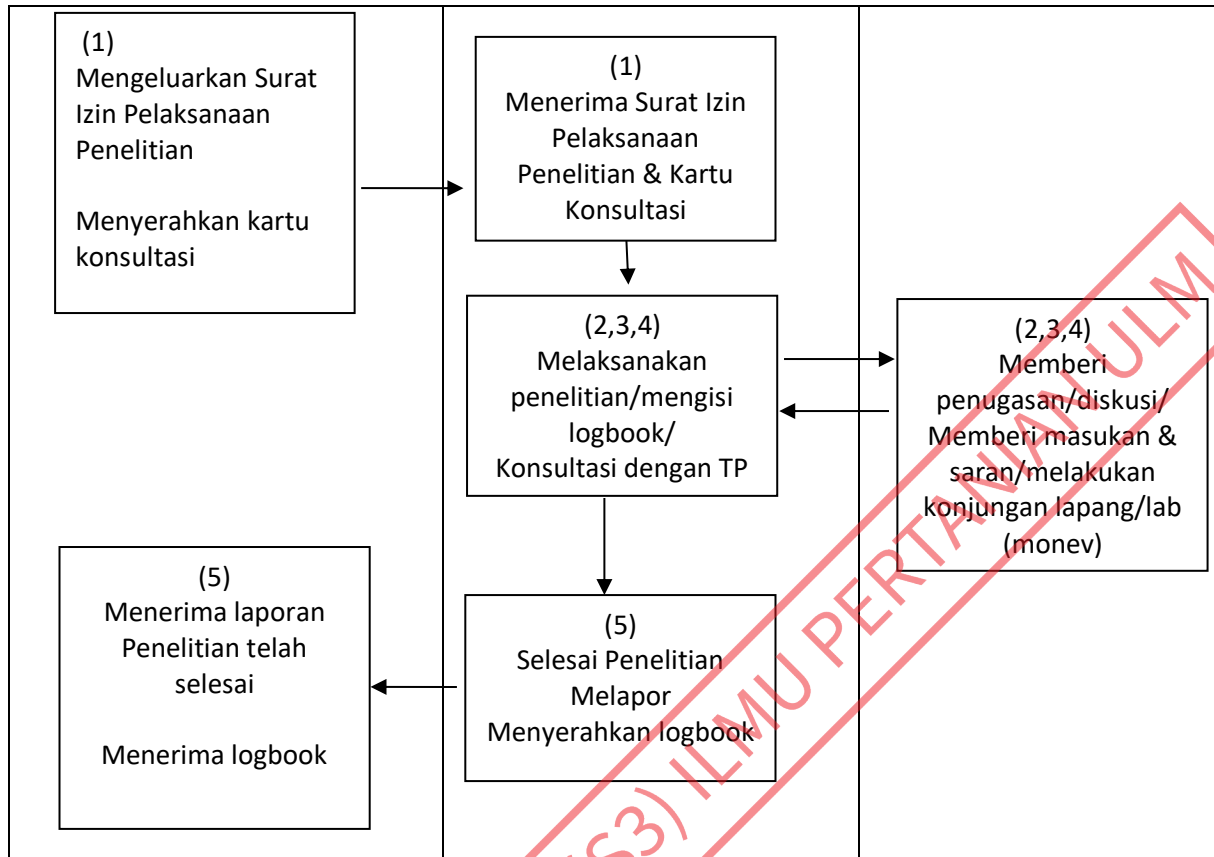 (1)
Mengeluarkan Surat
Izin Pelaksanaan
Penelitian
Menyerahkan kartu
konsultasi
(1)
Menerima Surat Izin
Pelaksanaan
Penelitian & Kartu
Konsultasi
(2,3,4)
Melaksanakan
penelitian/mengisi
logbook/
Konsultasi dengan TP
(2,3,4)
Memberi
penugasan/diskusi/
Memberi masukan &
saran/melakukan
konjungan lapang/lab
(monev)
(5)
Selesai Penelitian
Melapor
Menyerahkan logbook
(5)
Menerima laporan
Penelitian telah
selesai
Menerima logbook
(S3) ILMU PERTANIAN ULM